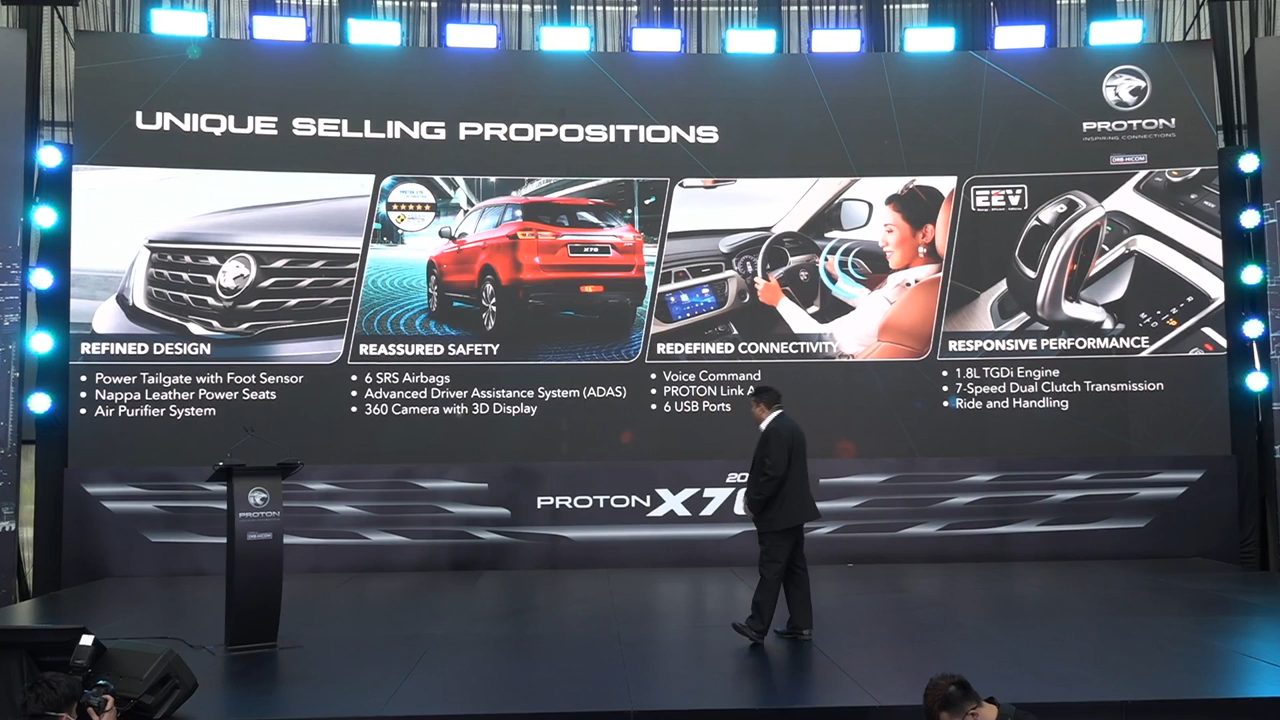 UNIQUE SELLING PROPOSITIONS
PROTON
INSPIRING CONNECTIONS
DRB-HICOM
X70
EEV
REFINED DESIGN
REASSURED SAFETY
REDEFINED CONNECTIVITY
RESPONSIVE PERFORMANCE
• Power Tailgate with Foot Sensor
• Nappa Leather Power Seats
• Air Purifier System
• 6 SRS Airbags
• Advanced Driver Assistance System (ADAS)
• 360 Camera with 3D Display
• Voice Command
• PROTON Link
• 6 USB Ports
• 1.8L TGDi Engine
• 7-Speed Dual Clutch Transmission
• Ride and Handling
20
PROTON X70
PROTON
DRB-HICOM